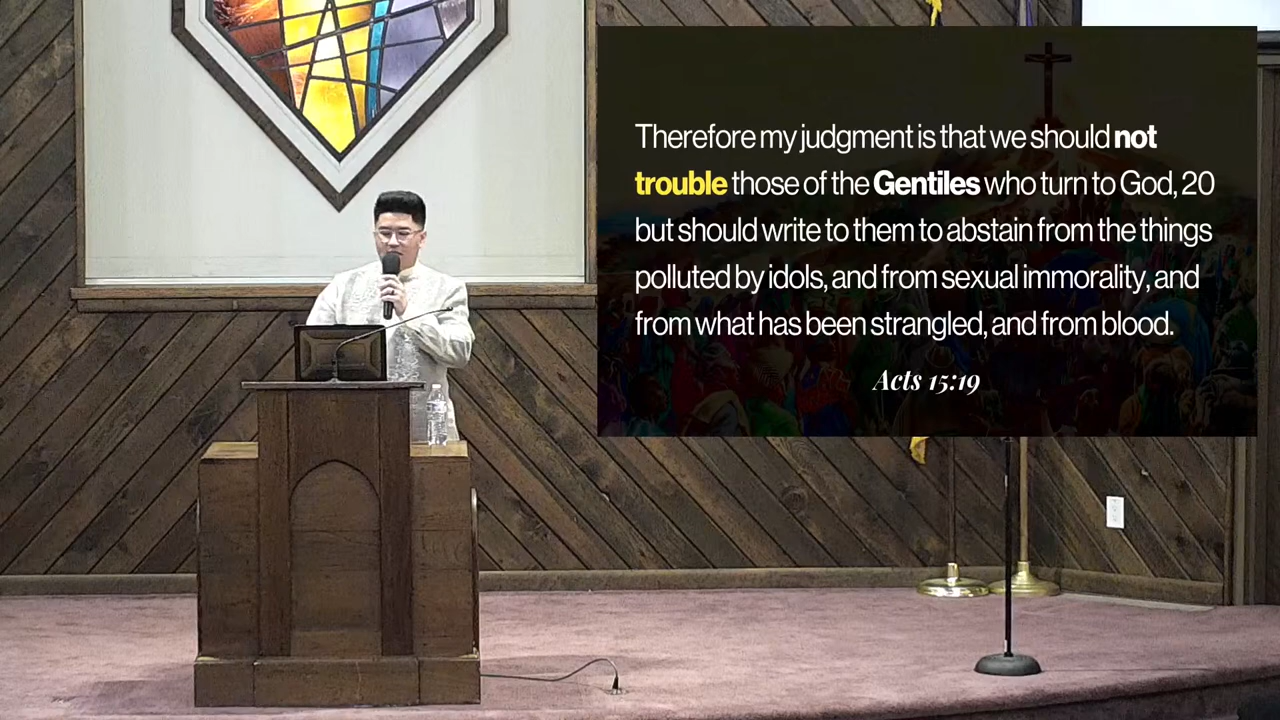 Therefore my judgment is that we should not
trouble those of the Gentiles who turn to God, 20
but should write to them to abstain from the things
polluted by idols, and from sexual immorality, and
from what has been strangled, and from blood.
Acts 15:19